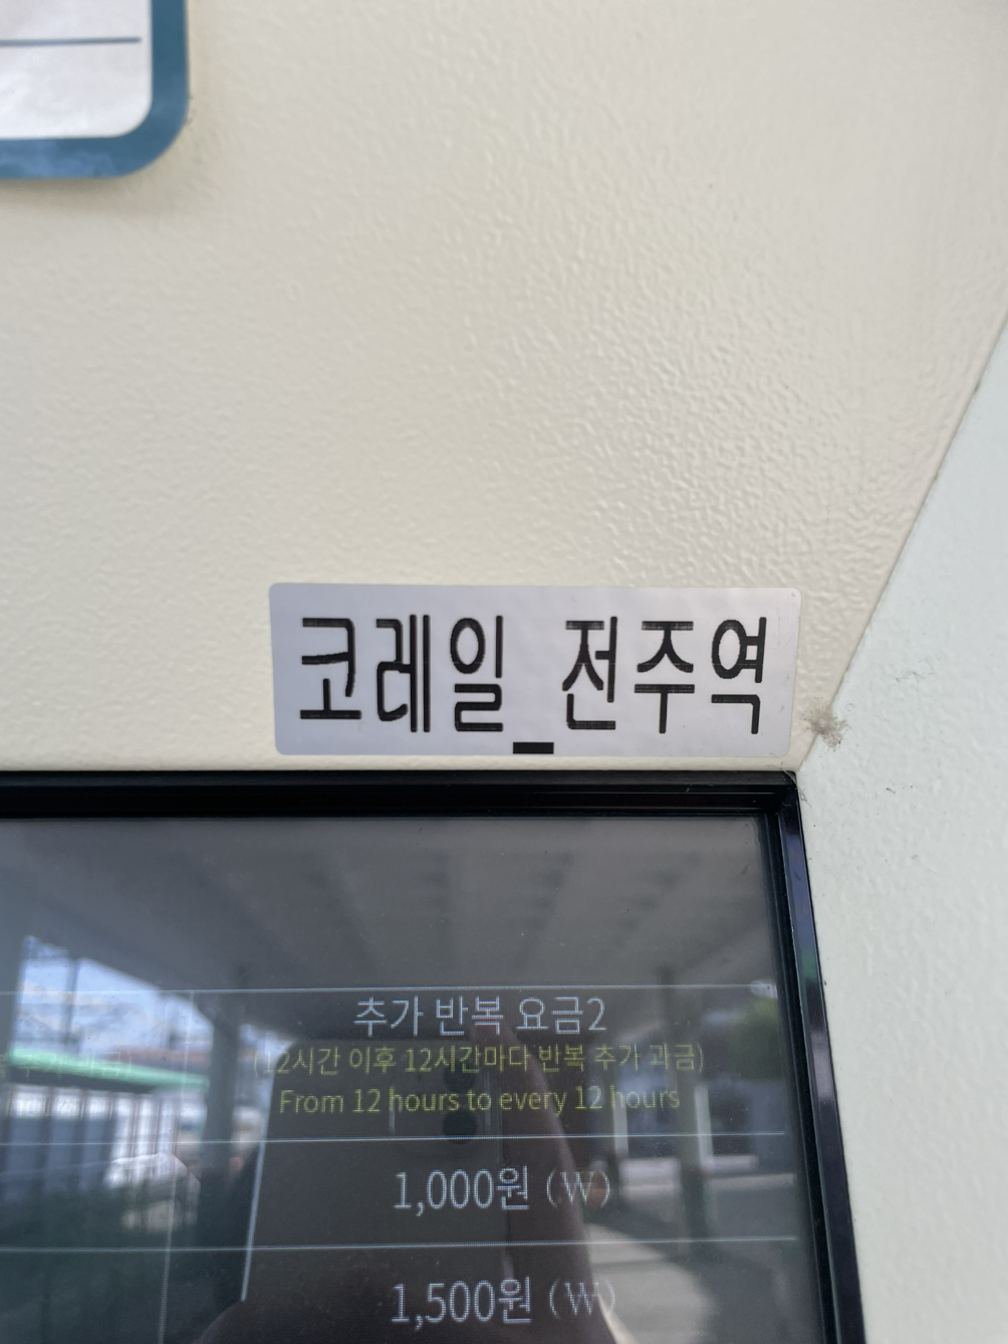 코레일_전주역
추가 반복 요금2
(12시간 이후 12시간마다 반복 추가 과금)
From 12 hours to every 12 hours
1,000원 (₩)
1,500원 (₩)